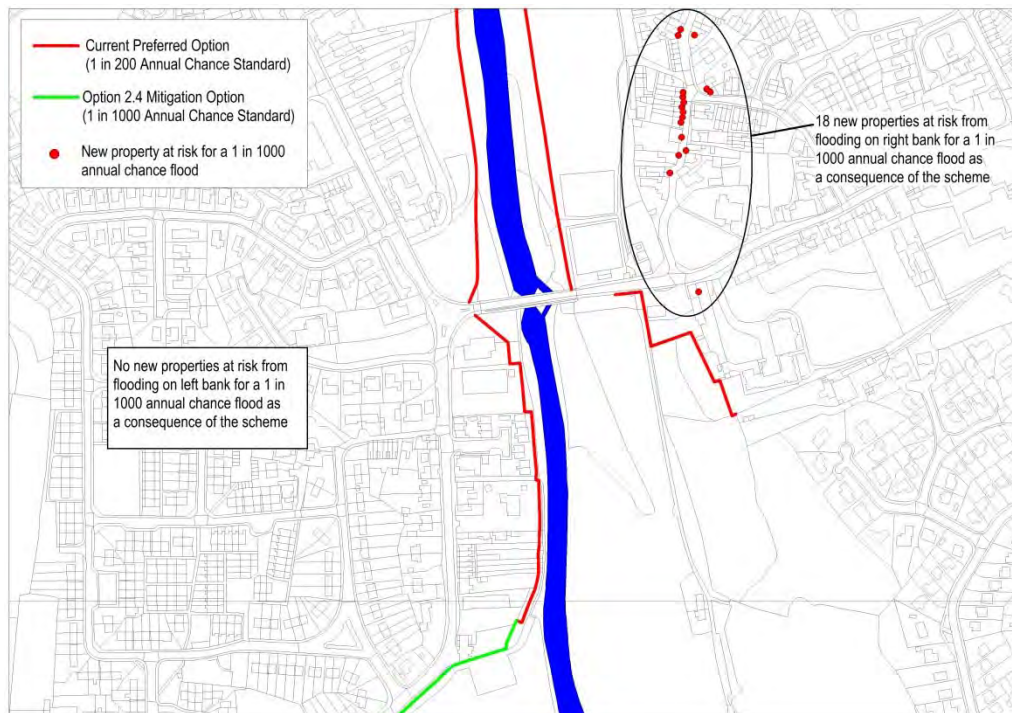 Current Preferred Option
(1 in 200 Annual Chance Standard)
Option 2.4 Mitigation Option
(1 in 1000 Annual Chance Standard)
New property at risk for a 1 in 1000
annual chance flood
18 new properties at risk from
flooding on right bank for a 1 in
1000 annual chance flood as
a consequence of the scheme
No new properties at risk from
flooding on left bank for a 1 in
1000 annual chance flood as
a consequence of the scheme